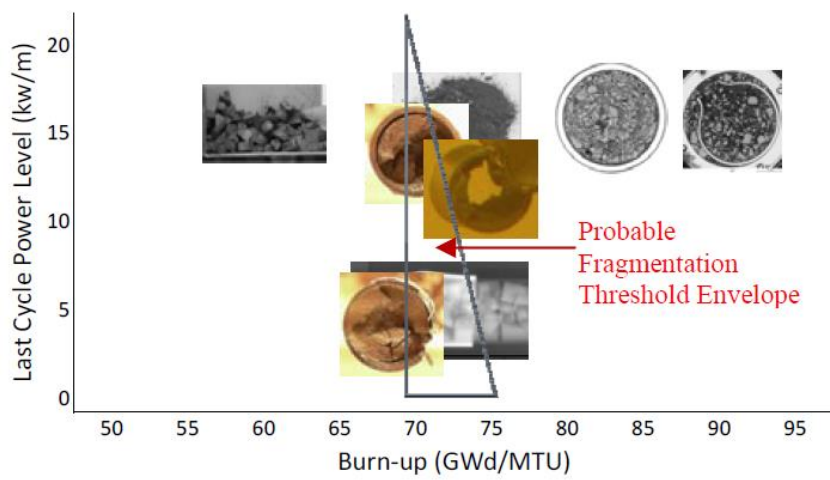 Last Cycle Power Level (kw/m)
20
15
10
5
0
50 55 60 65 70 75 80 85 90 95
Burn-up (GWd/MTU)
Probable
Fragmentation
Threshold Envelope